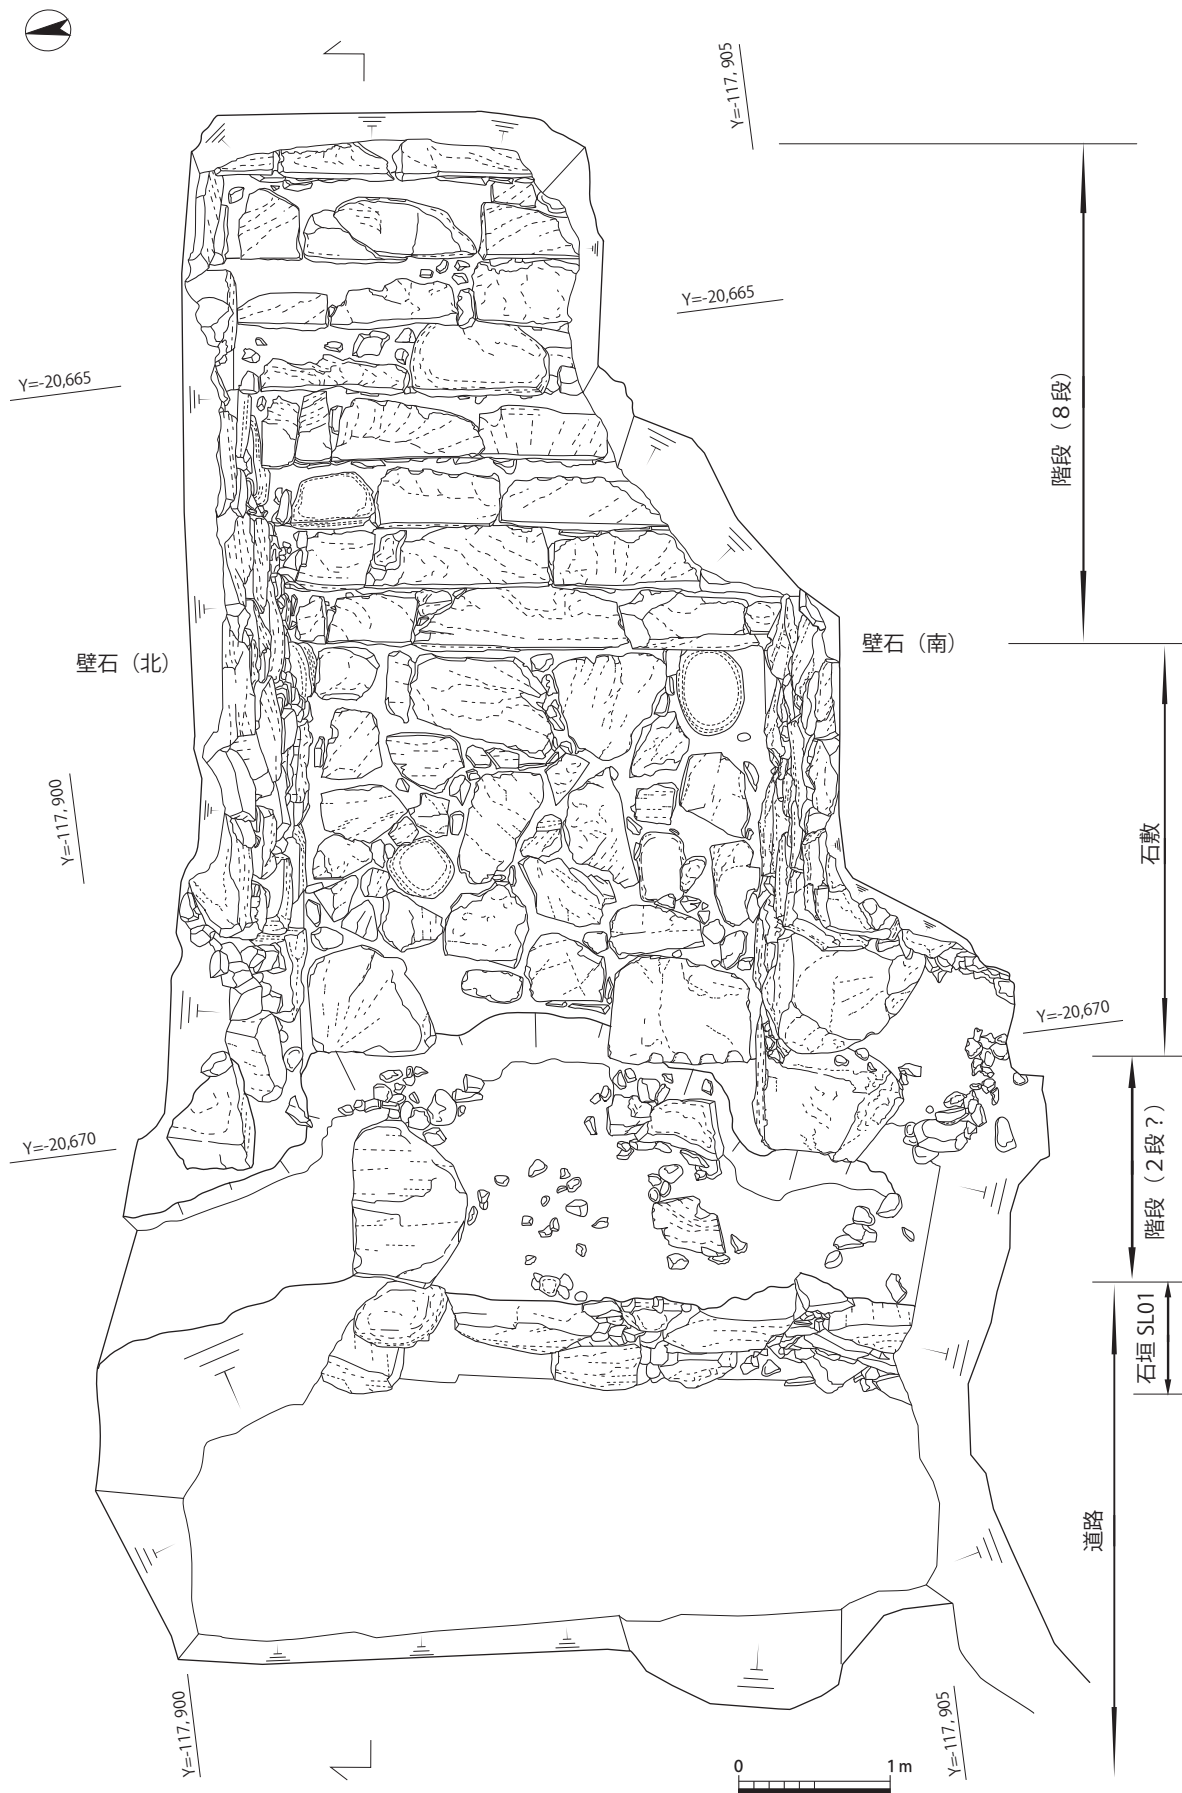 Y=-117,905
Y=-20,665
Y=-20,665
階段（８段）
壁石（北）
壁石（南）
Y=-117,900
石敷
Y=-20,670
Y=-20,670
階段（２段？）
石垣 SL01
道路
Y=-117,900
Y=-117,905
0
1 m